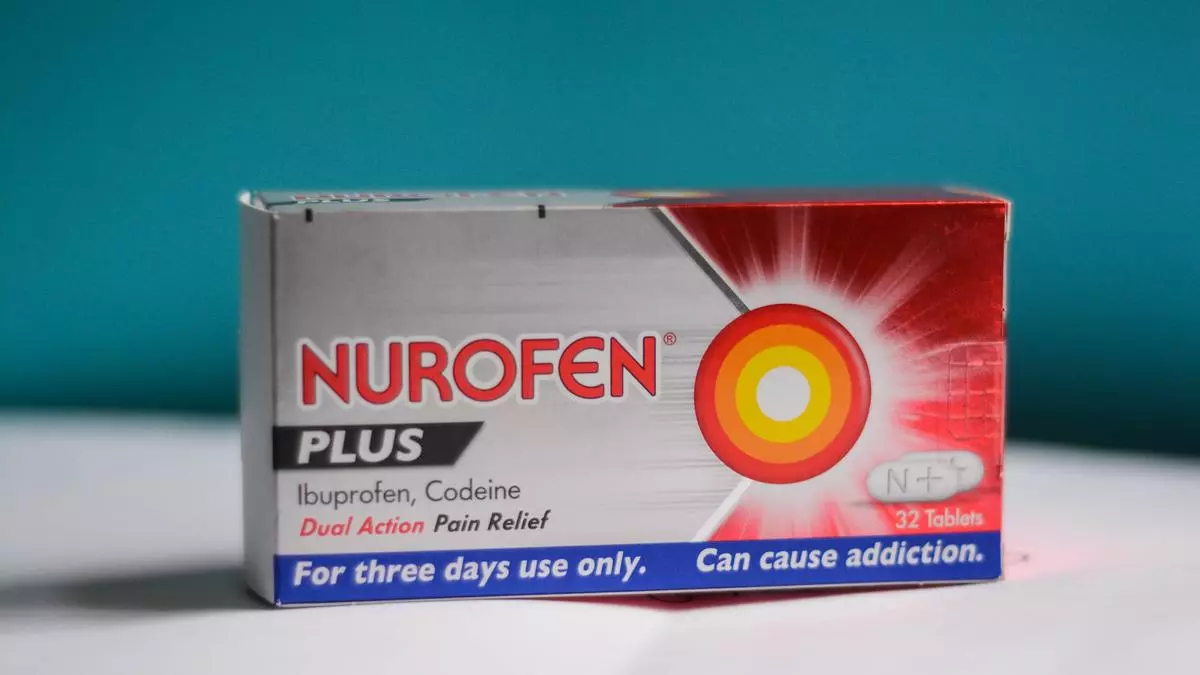 NUROFEN®
PLUS
Ibuprofen, Codeine
Dual Action Pain Relief
N+
32 Tablets
For three days use only. Can cause addiction.